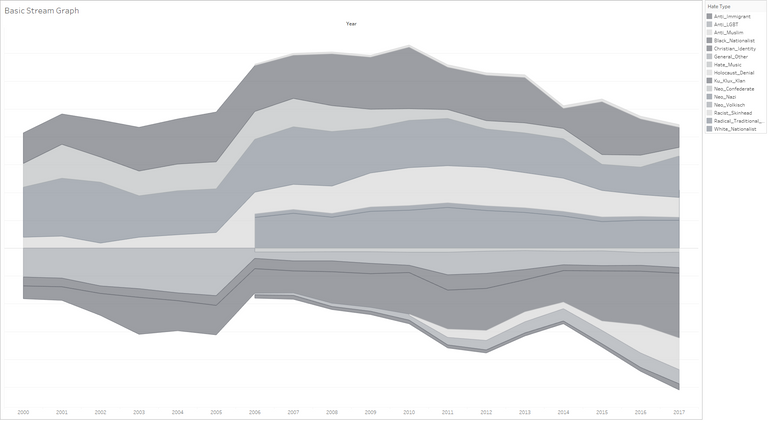 Basic Stream Graph
Year
Hate Type
Anti_Immigrant
Anti_LGBT
Anti_Muslim
Black_Nationalist
Christian_Identity
General_Other
Hate_Music
Holocaust_Denial
Ku_Klux_Klan
Neo_Confederate
Neo_Nazi
Neo_Volkisch
Racist_Skinhead
Radical_Traditional_..
White_Nationalist
2000 2001 2002 2003 2004 2005 2006 2007 2008 2009 2010 2011 2012 2013 2014 2015 2016 2017